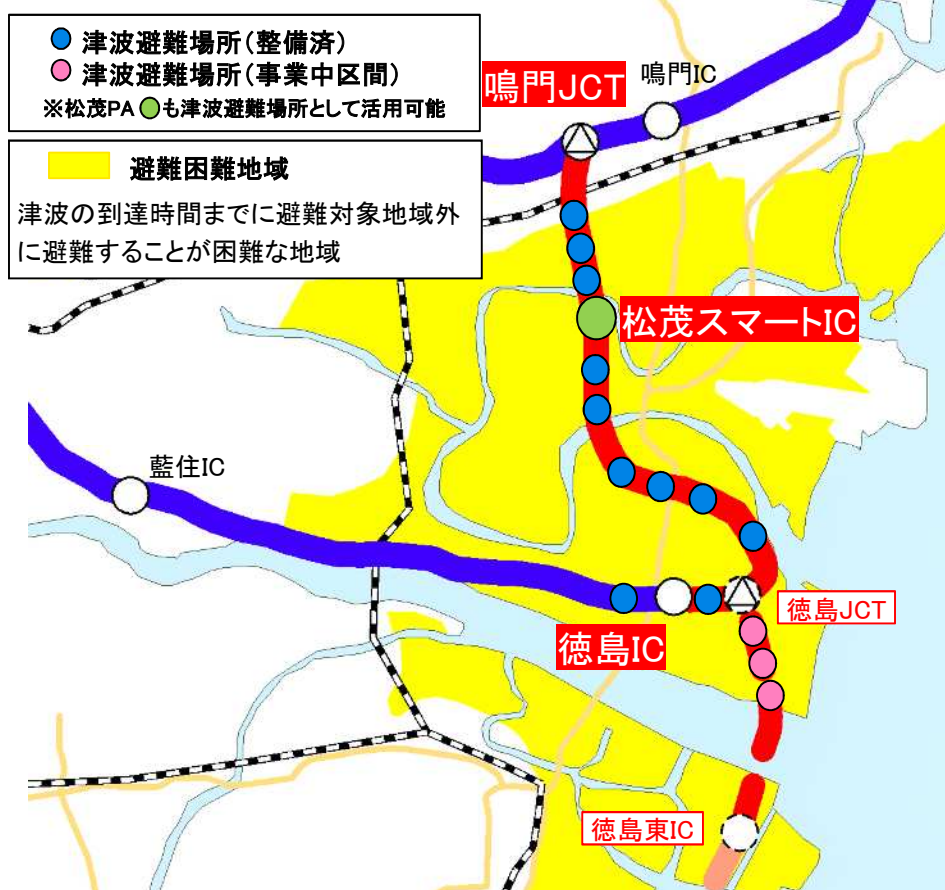 津波避難場所(整備済)
津波避難場所(事業中区間)
※松茂PA も津波避難場所として活用可能
避難困難地域
津波の到達時間までに避難対象地域外
に避難することが困難な地域
鳴門JCT
鳴門IC
松茂スマートIC
藍住IC
徳島JCT
徳島IC
徳島東IC